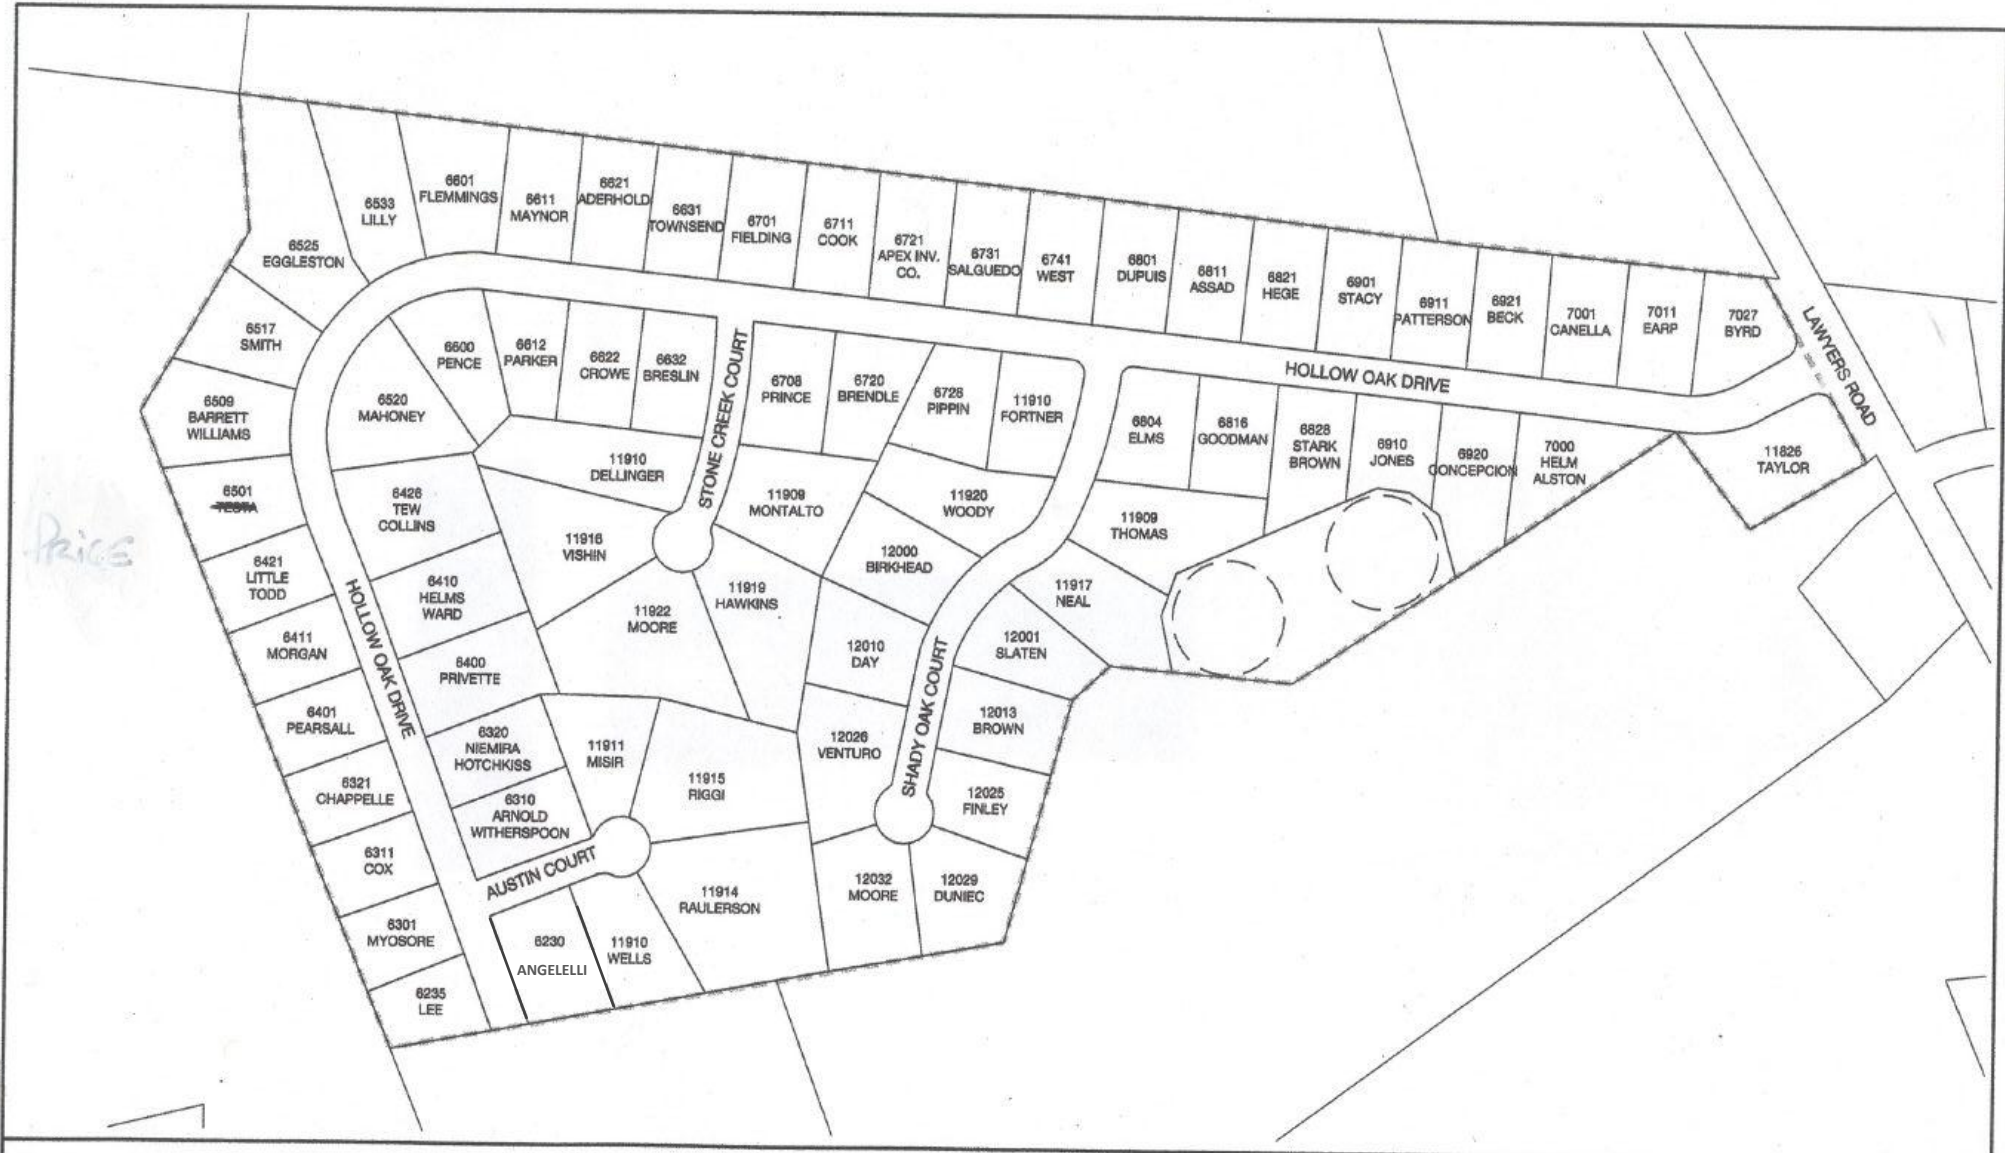 6601
FLEMMINGS
6533
LILLY
6611
MAYNOR
6621
ADERHOLD
6631
TOWNSEND
6701
FIELDING
6711
COOK
6721
APEX INV.
CO.
6731
SALGUEDO
6741
WEST
6801
DUPUIS
6811
ASSAD
6821
HEGE
6901
STACY
6911
PATTERSON
6921
BECK
7001
CANELLA
7011
EARP
7027
BYRD
LAWYERS ROAD
6525
EGGLESTON
6517
SMITH
6509
BARRETT
WILLIAMS
6501
TESTA
PRICE
6421
LITTLE
TODD
6411
MORGAN
6401
PEARSALL
6321
CHAPPELLE
6311
COX
6301
MYOSORE
6235
LEE
HOLLOW OAK DRIVE
6520
MAHONEY
6600
PENCE
6612
PARKER
6622
CROWE
6632
BRESLIN
STONE CREEK COURT
6708
PRINCE
6720
BRENDLE
6728
PIPPIN
11910
FORTNER
HOLLOW OAK DRIVE
6804
ELMS
6816
GOODMAN
6828
STARK
BROWN
6910
JONES
6920
CONCEPCION
7000
HELM
ALSTON
11826
TAYLOR
6426
TEW
COLLINS
11910
DELLINGER
11909
MONTALTO
11920
WOODY
11909
THOMAS
11916
VISHIN
12000
BIRKHEAD
6410
HELMS
WARD
11922
MOORE
11919
HAWKINS
11917
NEAL
12001
SLATEN
12010
DAY
6400
PRIVETTE
SHADY OAK COURT
12013
BROWN
6320
NIEMIRA
HOTCHKISS
11911
MISIR
11915
RIGGI
12026
VENTURO
12025
FINLEY
6310
ARNOLD
WITHERSPOON
AUSTIN COURT
11914
RAULERSON
12032
MOORE
12029
DUNIEC
6230
ANGELELLI
11910
WELLS